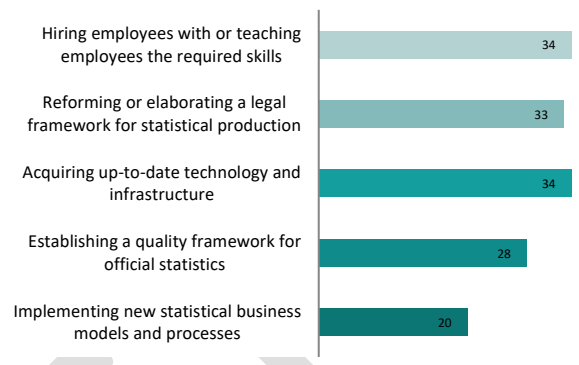 Hiring employees with or teaching
employees the required skills
34
Reforming or elaborating a legal
framework for statistical production
33
Acquiring up-to-date technology and
infrastructure
34
Establishing a quality framework for
official statistics
28
Implementing new statistical business
models and processes
20